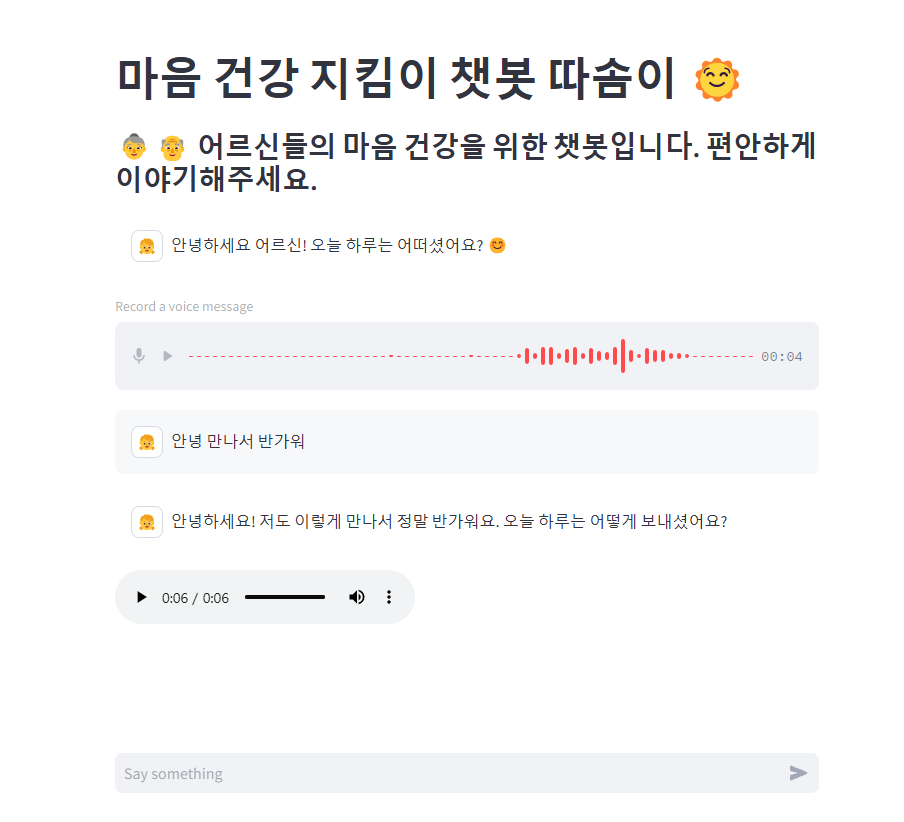 마음 건강 지킴이 챗봇 따솜이 🌞
👵 👴 어르신들의 마음 건강을 위한 챗봇입니다. 편안하게
이야기해주세요.
안녕하세요 어르신! 오늘 하루는 어떠셨어요? 😊
Record a voice message
00:04
안녕 만나서 반가워
안녕하세요! 저도 이렇게 만나서 정말 반가워요. 오늘 하루는 어떻게 보내셨어요?
0:06 / 0:06
Say something